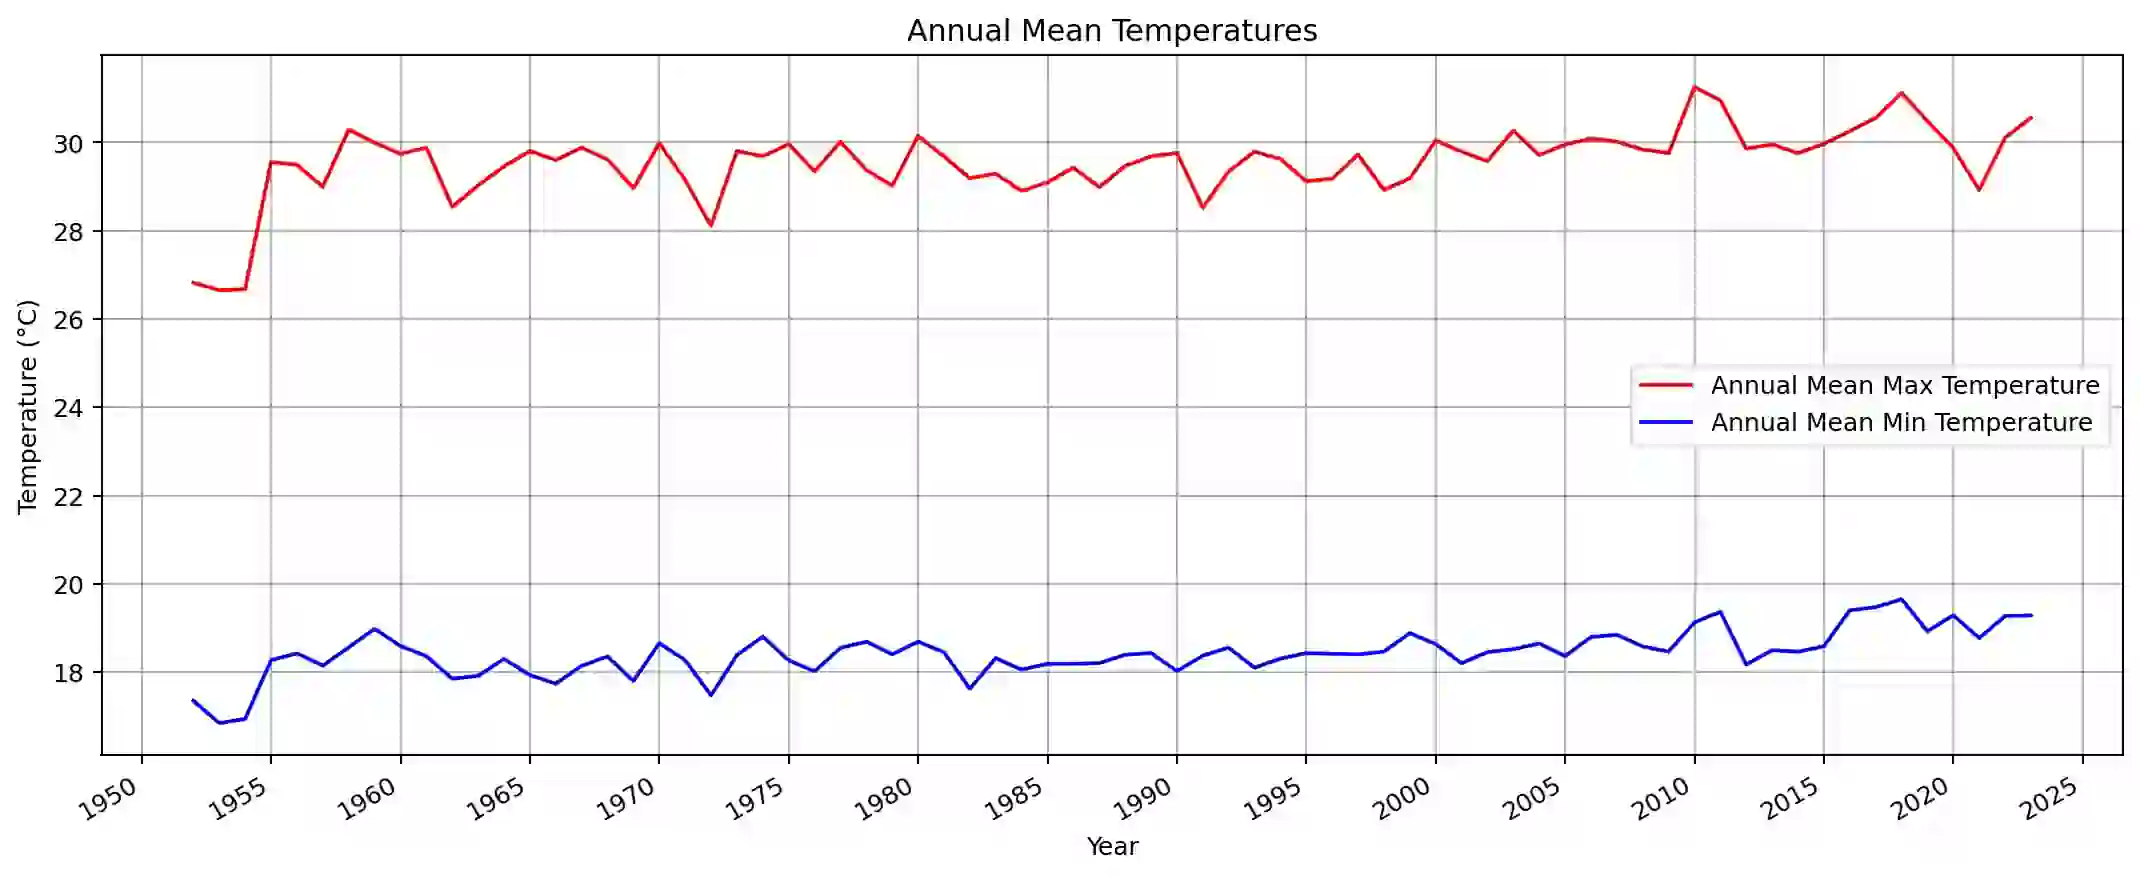 Annual Mean Temperatures
Temperature (°C)
30
28
26
24
22
20
18
Annual Mean Max Temperature
Annual Mean Min Temperature
1950 1955 1960 1965 1970 1975 1980 1985 1990 1995 2000 2005 2010 2015 2020 2025
Year